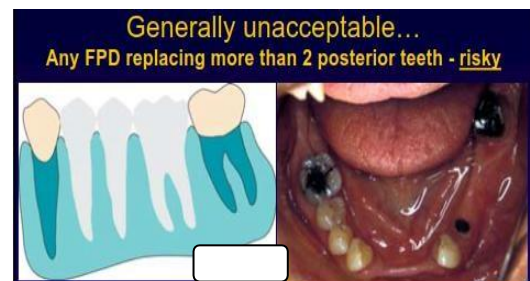 Generally unacceptable…
Any FPD replacing more than 2 posterior teeth - risky